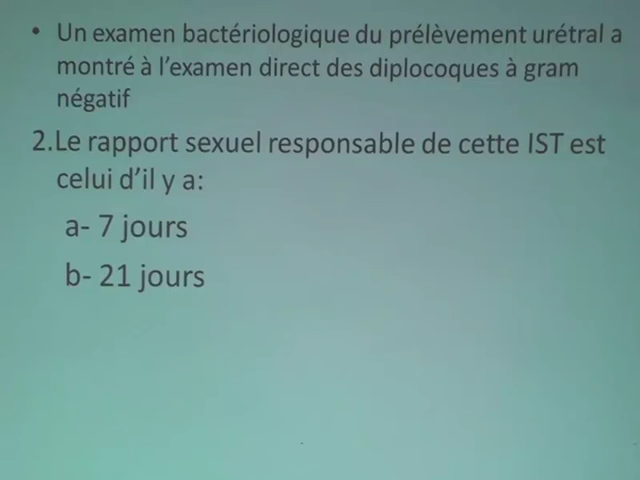 • Un examen bactériologique du prélèvement urétral a
montré à l'examen direct des diplocoques à gram
négatif
2.Le rapport sexuel responsable de cette IST est
celui d'il y a:
a- 7 jours
b- 21 jours